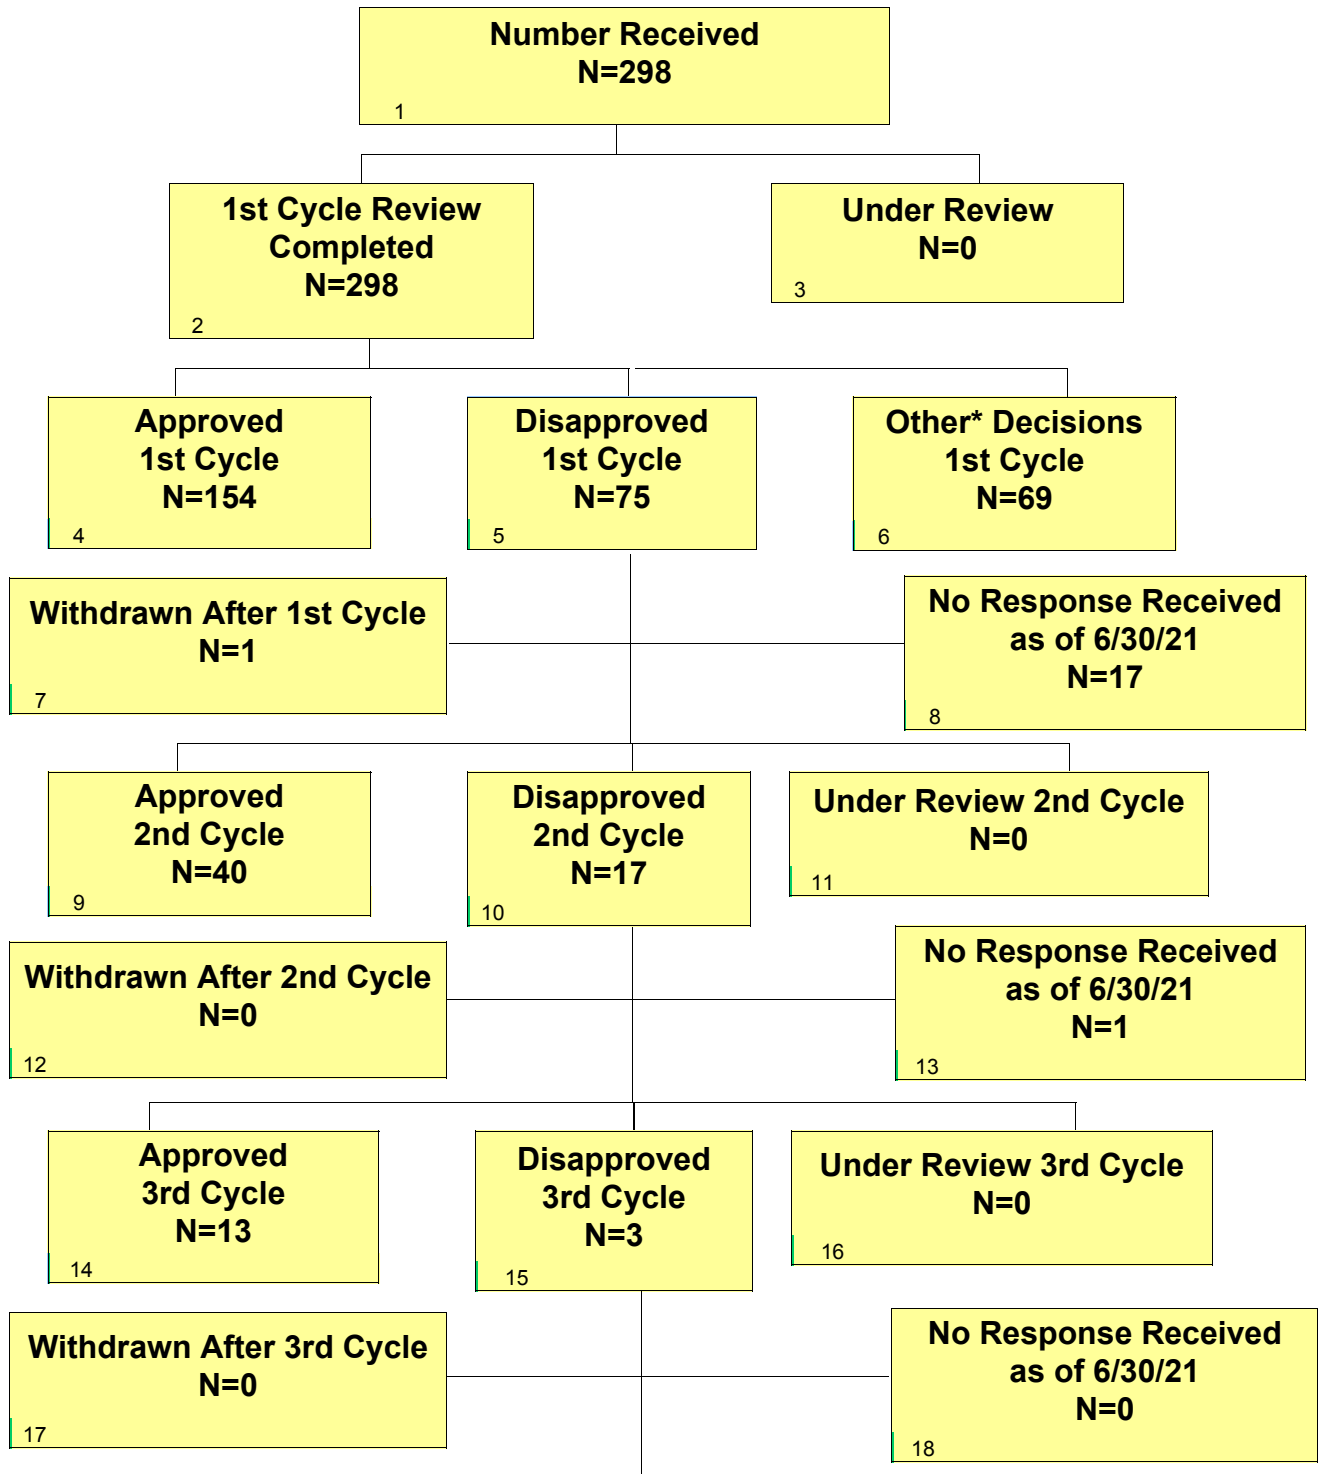 Number Received
N=298
1
1st Cycle Review
Completed
N=298
2
Under Review
N=0
3
Approved
1st Cycle
N=154
4
Disapproved
1st Cycle
N=75
5
Other* Decisions
1st Cycle
N=69
6
Withdrawn After 1st Cycle
N=1
7
No Response Received
as of 6/30/21
N=17
8
Approved
2nd Cycle
N=40
9
Disapproved
2nd Cycle
N=17
10
Under Review 2nd Cycle
N=0
11
Withdrawn After 2nd Cycle
N=0
12
No Response Received
as of 6/30/21
N=1
13
Approved
3rd Cycle
N=13
14
Disapproved
3rd Cycle
N=3
15
Under Review 3rd Cycle
N=0
16
Withdrawn After 3rd Cycle
N=0
17
No Response Received
as of 6/30/21
N=0
18